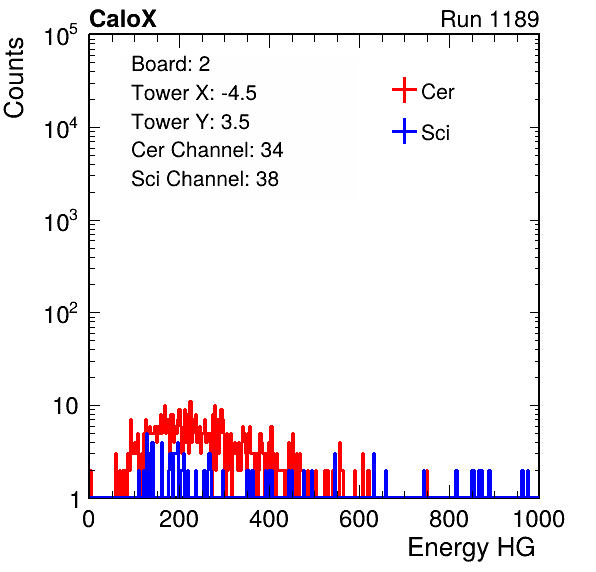 CaloX Run 1189
Counts
Board: 2
Tower X: -4.5
Tower Y: 3.5
Cer Channel: 34
Sci Channel: 38
Cer
Sci
10^5
10^4
10^3
10^2
10
1
0 200 400 600 800 1000
Energy HG